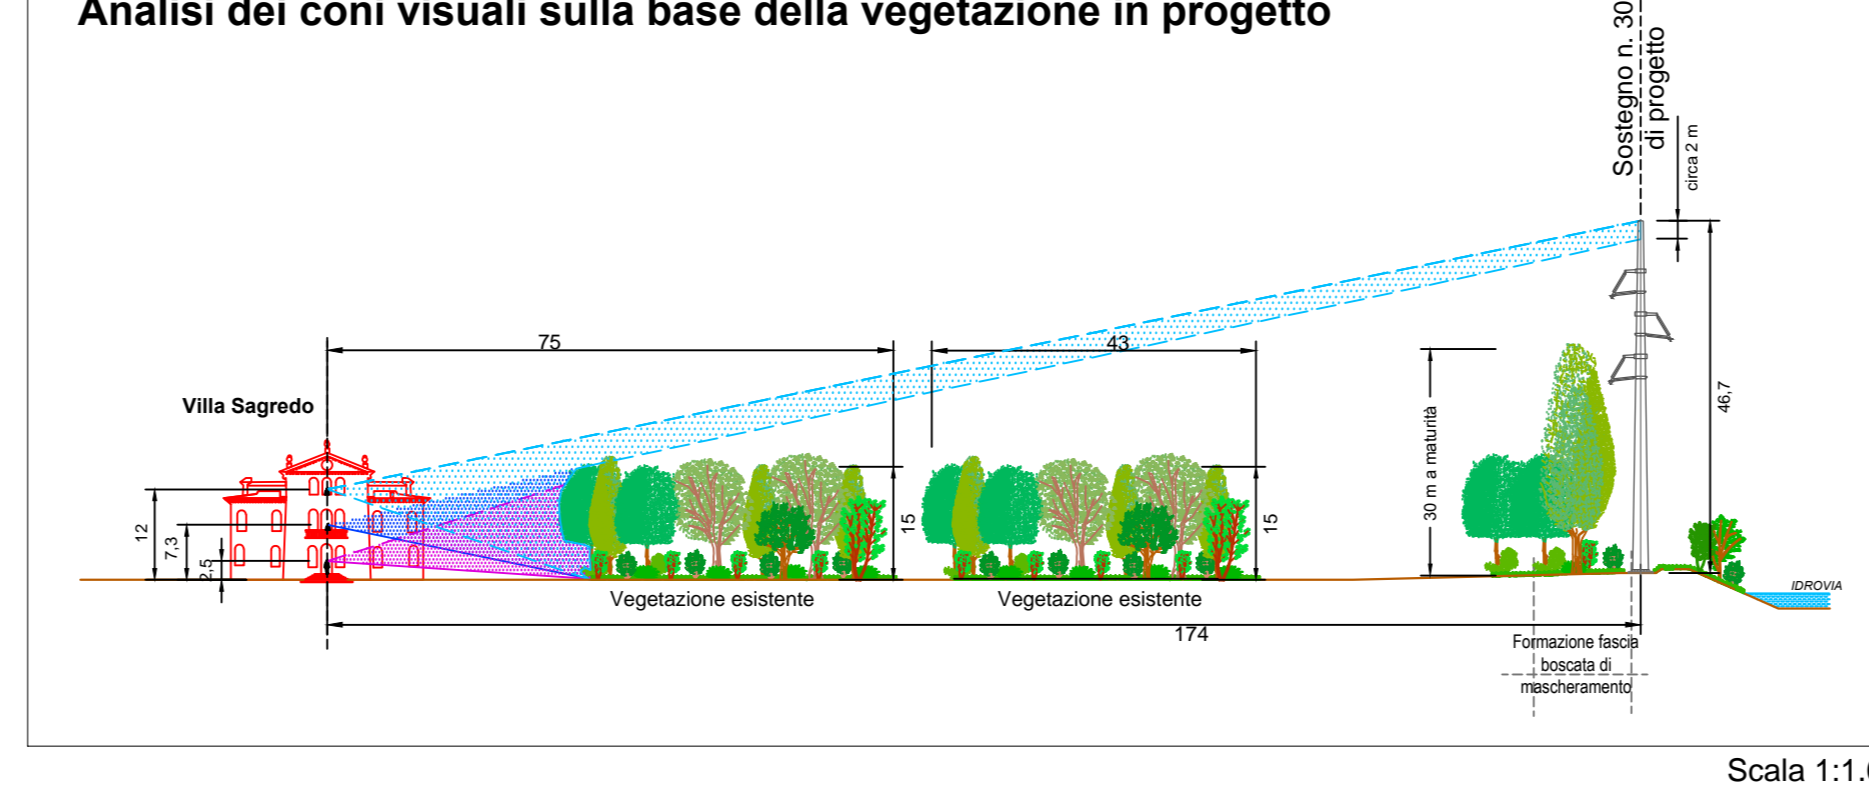 Analisi dei coni visuali sulla base della vegetazione in progetto
Sostegno n. 30
di progetto
circa 2 m
75
43
Villa Sagredo
30 m a maturità
46,7
12
7,3
2,5
15
15
IDROVIA
Vegetazione esistente
Vegetazione esistente
174
Formazione fascia
boscata di
mascheramento
Scala 1:1.